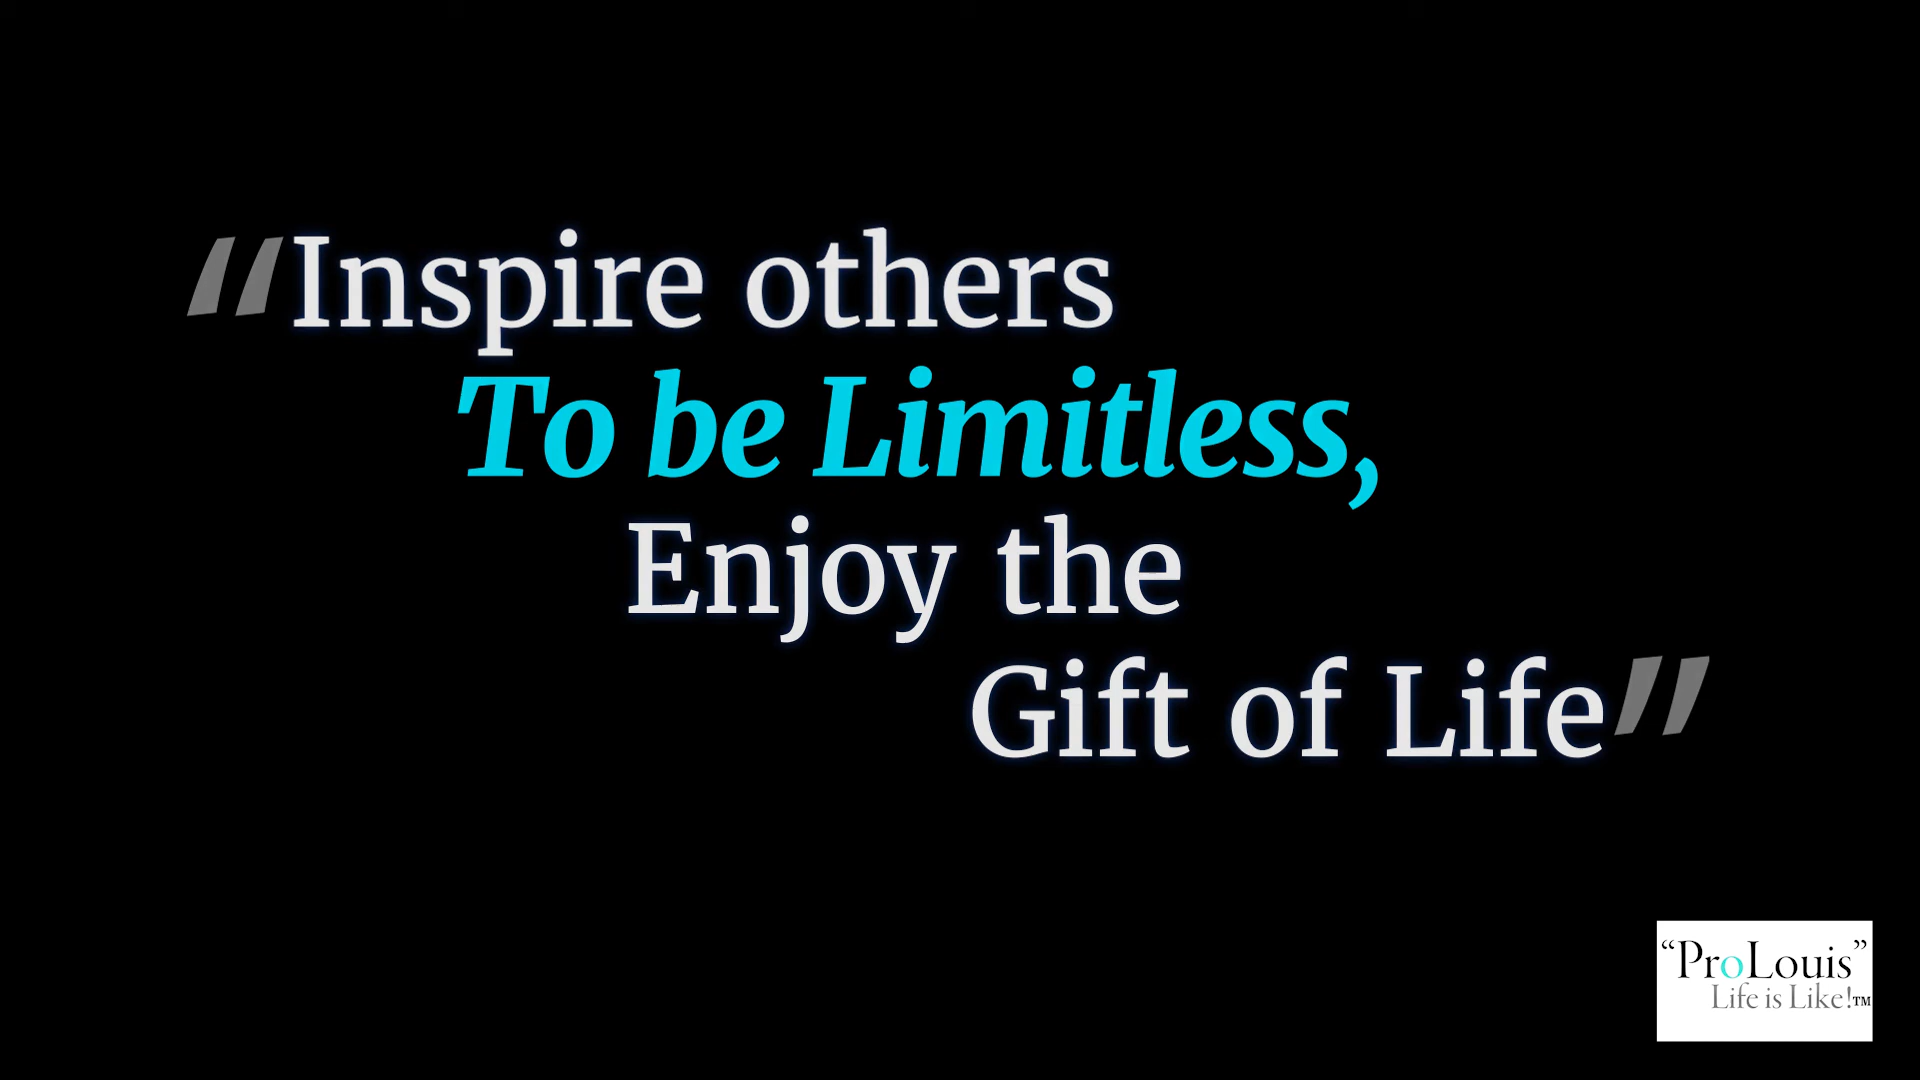 “Inspire others
To be Limitless,
Enjoy the
Gift of Life”
“ProLouis”
Life is Like!™